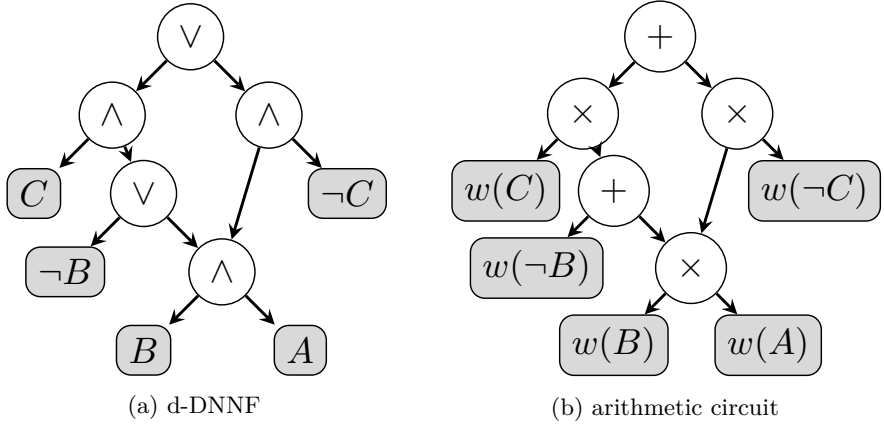 ∨
∧ ∧
C ∨ ¬C
¬B ∧
B A
(a) d-DNNF
+
× ×
w(C) + w(¬C)
w(¬B) ×
w(B) w(A)
(b) arithmetic circuit